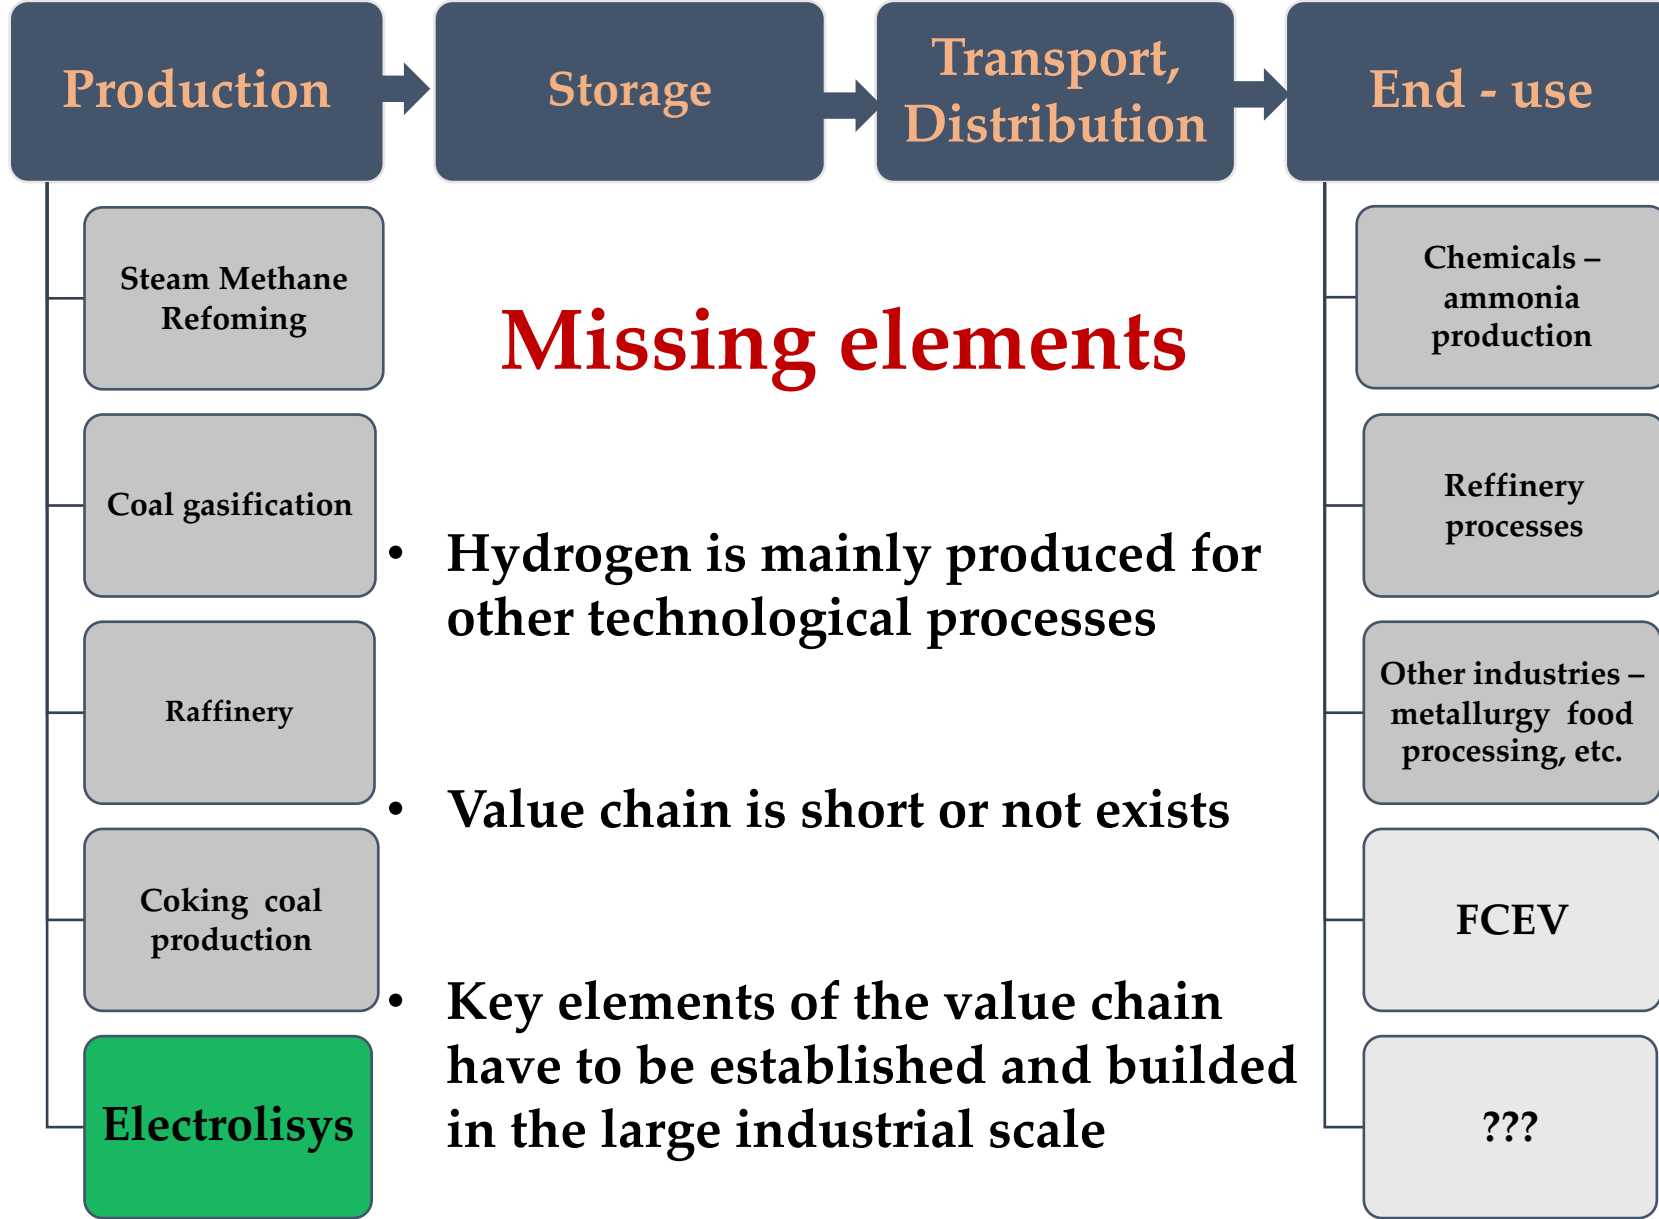 Production
Storage
Transport,
Distribution
End - use
Steam Methane
Refoming
Coal gasification
Raffinery
Coking  coal
production
Electrolisys
Missing elements
• Hydrogen is mainly produced for
other technological processes
• Value chain is short or not exists
• Key elements of the value chain
have to be established and builded
in the large industrial scale
Chemicals –
ammonia
production
Reffinery
processes
Other industries –
metallurgy  food
processing, etc.
FCEV
???